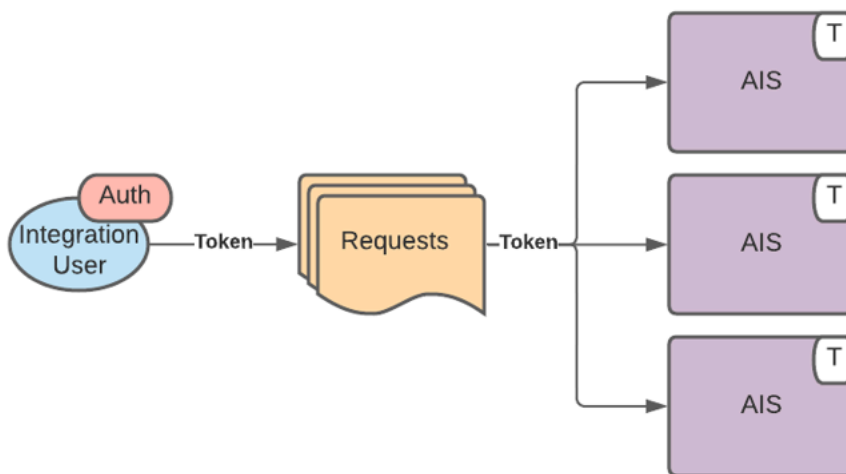 Auth
Integration
User
Token
Requests
Token
AIS
T
AIS
T
AIS
T